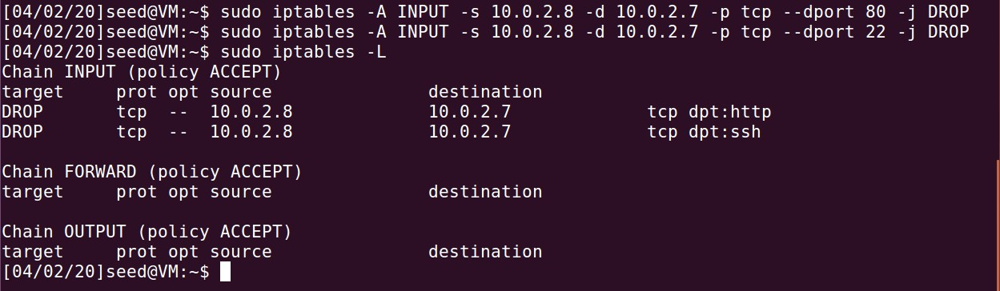 [04/02/20]seed@VM:~$ sudo iptables -A INPUT -s 10.0.2.8 -d 10.0.2.7 -p tcp --dport 80 -j DROP
[04/02/20]seed@VM:~$ sudo iptables -A INPUT -s 10.0.2.8 -d 10.0.2.7 -p tcp --dport 22 -j DROP
[04/02/20]seed@VM:~$ sudo iptables -L
Chain INPUT (policy ACCEPT)
target     prot opt source               destination
DROP       tcp  --  10.0.2.8             10.0.2.7             tcp dpt:http
DROP       tcp  --  10.0.2.8             10.0.2.7             tcp dpt:ssh

Chain FORWARD (policy ACCEPT)
target     prot opt source               destination

Chain OUTPUT (policy ACCEPT)
target     prot opt source               destination
[04/02/20]seed@VM:~$